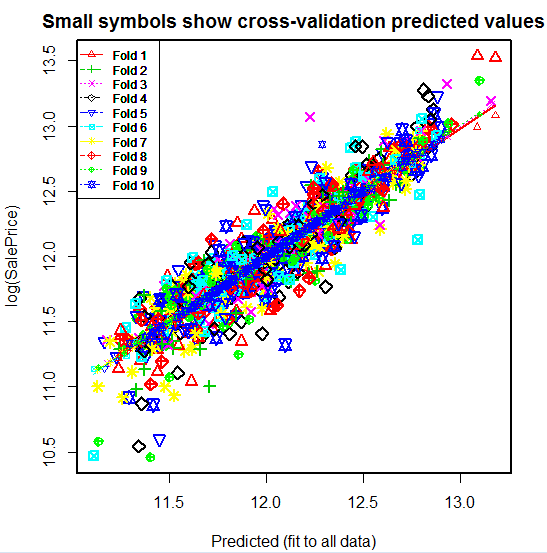 Small symbols show cross-validation predicted values
Fold 1
Fold 2
Fold 3
Fold 4
Fold 5
Fold 6
Fold 7
Fold 8
Fold 9
Fold 10
log(SalePrice)
13.5
13.0
12.5
12.0
11.5
11.0
10.5
11.5 12.0 12.5 13.0
Predicted (fit to all data)